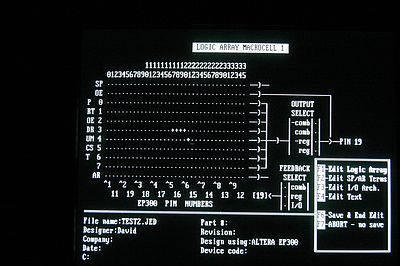 LOGIC ARRAY MACROCELL 1
11111111112222222222333333
012345678901234567890123456789012345
SP
OE
P 0
RT 1
OE 2
DR 3
UM 4
CS 5
T 6
7
AR
^1 ^2 ^3 ^4 ^5 ^6 ^7 ^8 ^9
11 19 18 17 16 15 14 13 12 [19]
EP300 PIN NUMBERS
OUTPUT
SELECT
-comb
comb
-reg
reg
PIN 19
FEEDBACK
SELECT
comb
reg
I/O
-Edit Logic Array
-Edit SP/AR Terms
-Edit I/O Arch.
-Edit Text
-Save & End Edit
-ABORT - no save
File name:TEST2.JED
Designer:David
Company:
Date:
C:
Part #:
Revision:
Design using:ALTERA EP300
Device code: